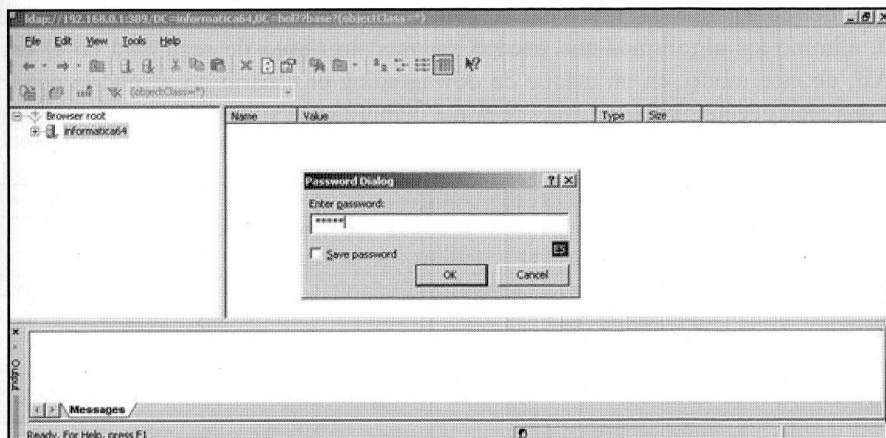 ldap://192.168.0.1:389/DC=informatica64,DC=hol??base?(objectClass=*)
File Edit View Tools Help
(objectClass=*)
Browser root
informatica64
Name Value Type Size
Password Dialog
Enter password:
*****
Save password
ES
OK Cancel
Output
Messages
Ready. For Help, press F1